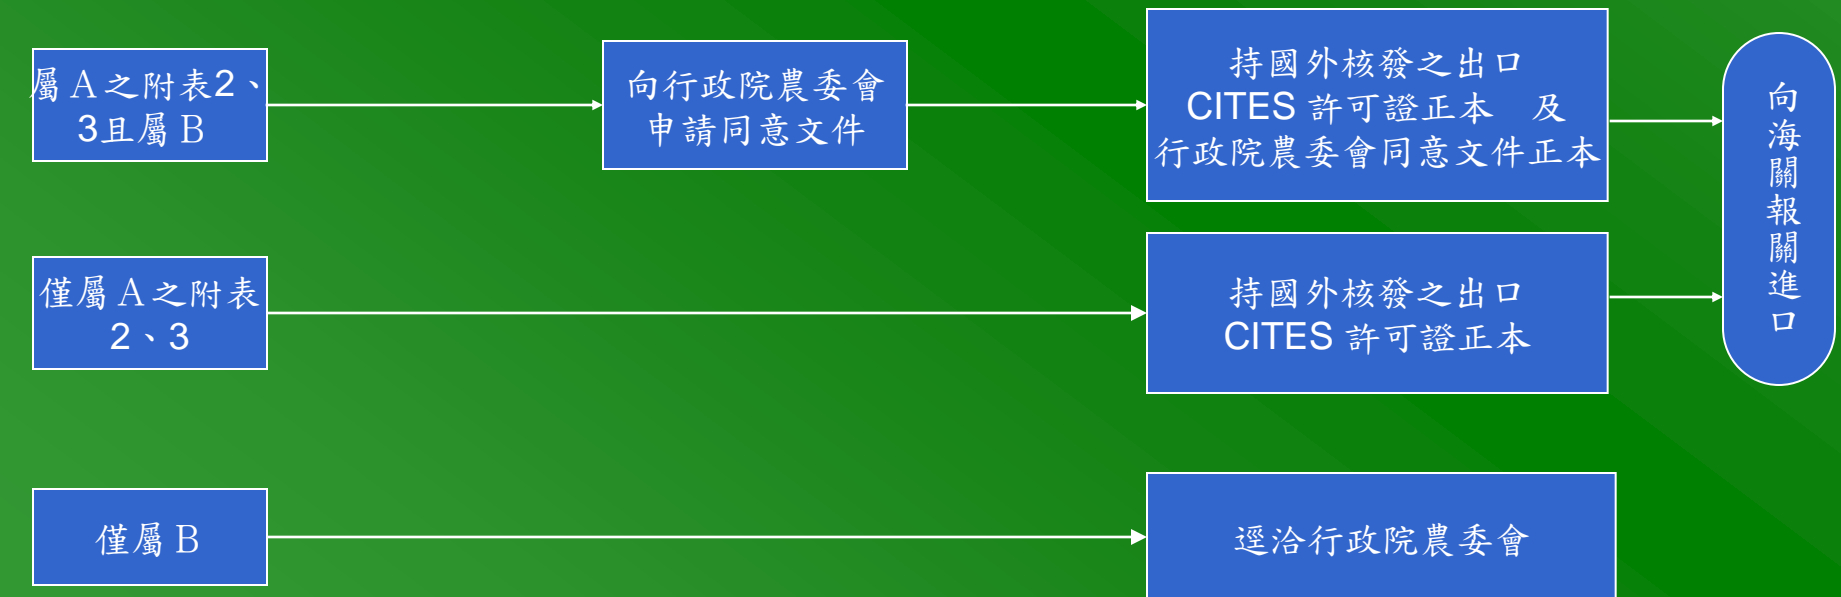 屬Ａ之附表2、
3且屬Ｂ
向行政院農委會
申請同意文件
持國外核發之出口
CITES 許可證正本　及
行政院農委會同意文件正本
向海關報關進口
僅屬Ａ之附表
2、3
持國外核發之出口
CITES 許可證正本
僅屬Ｂ
逕洽行政院農委會